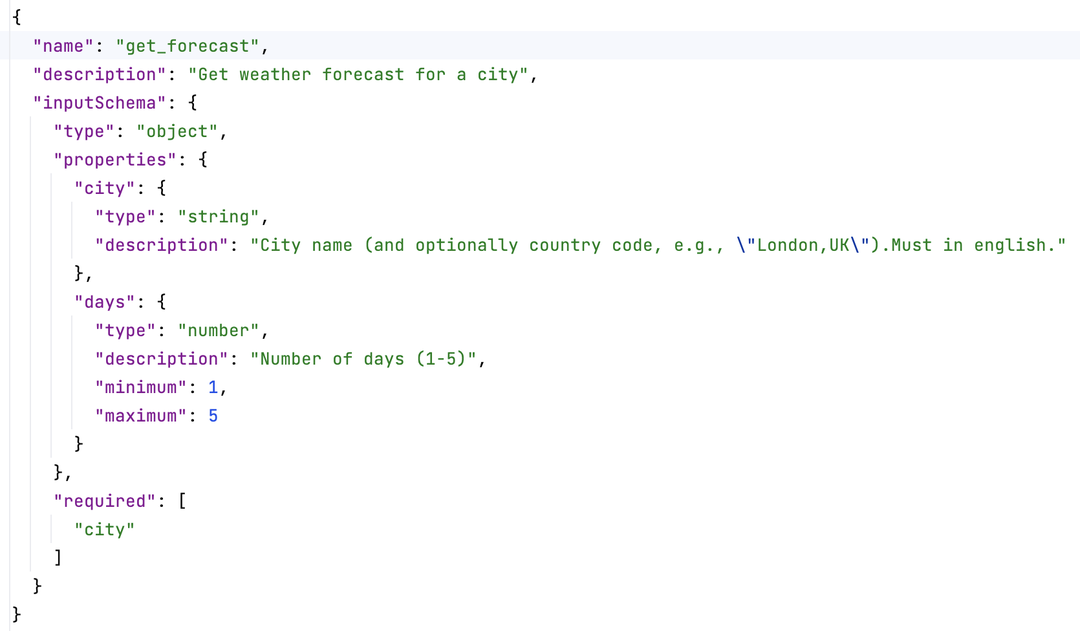 {
  "name": "get_forecast",
  "description": "Get weather forecast for a city",
  "inputSchema": {
    "type": "object",
    "properties": {
      "city": {
        "type": "string",
        "description": "City name (and optionally country code, e.g., \"London,UK\").Must in english."
      },
      "days": {
        "type": "number",
        "description": "Number of days (1-5)",
        "minimum": 1,
        "maximum": 5
      }
    },
    "required": [
      "city"
    ]
  }
}